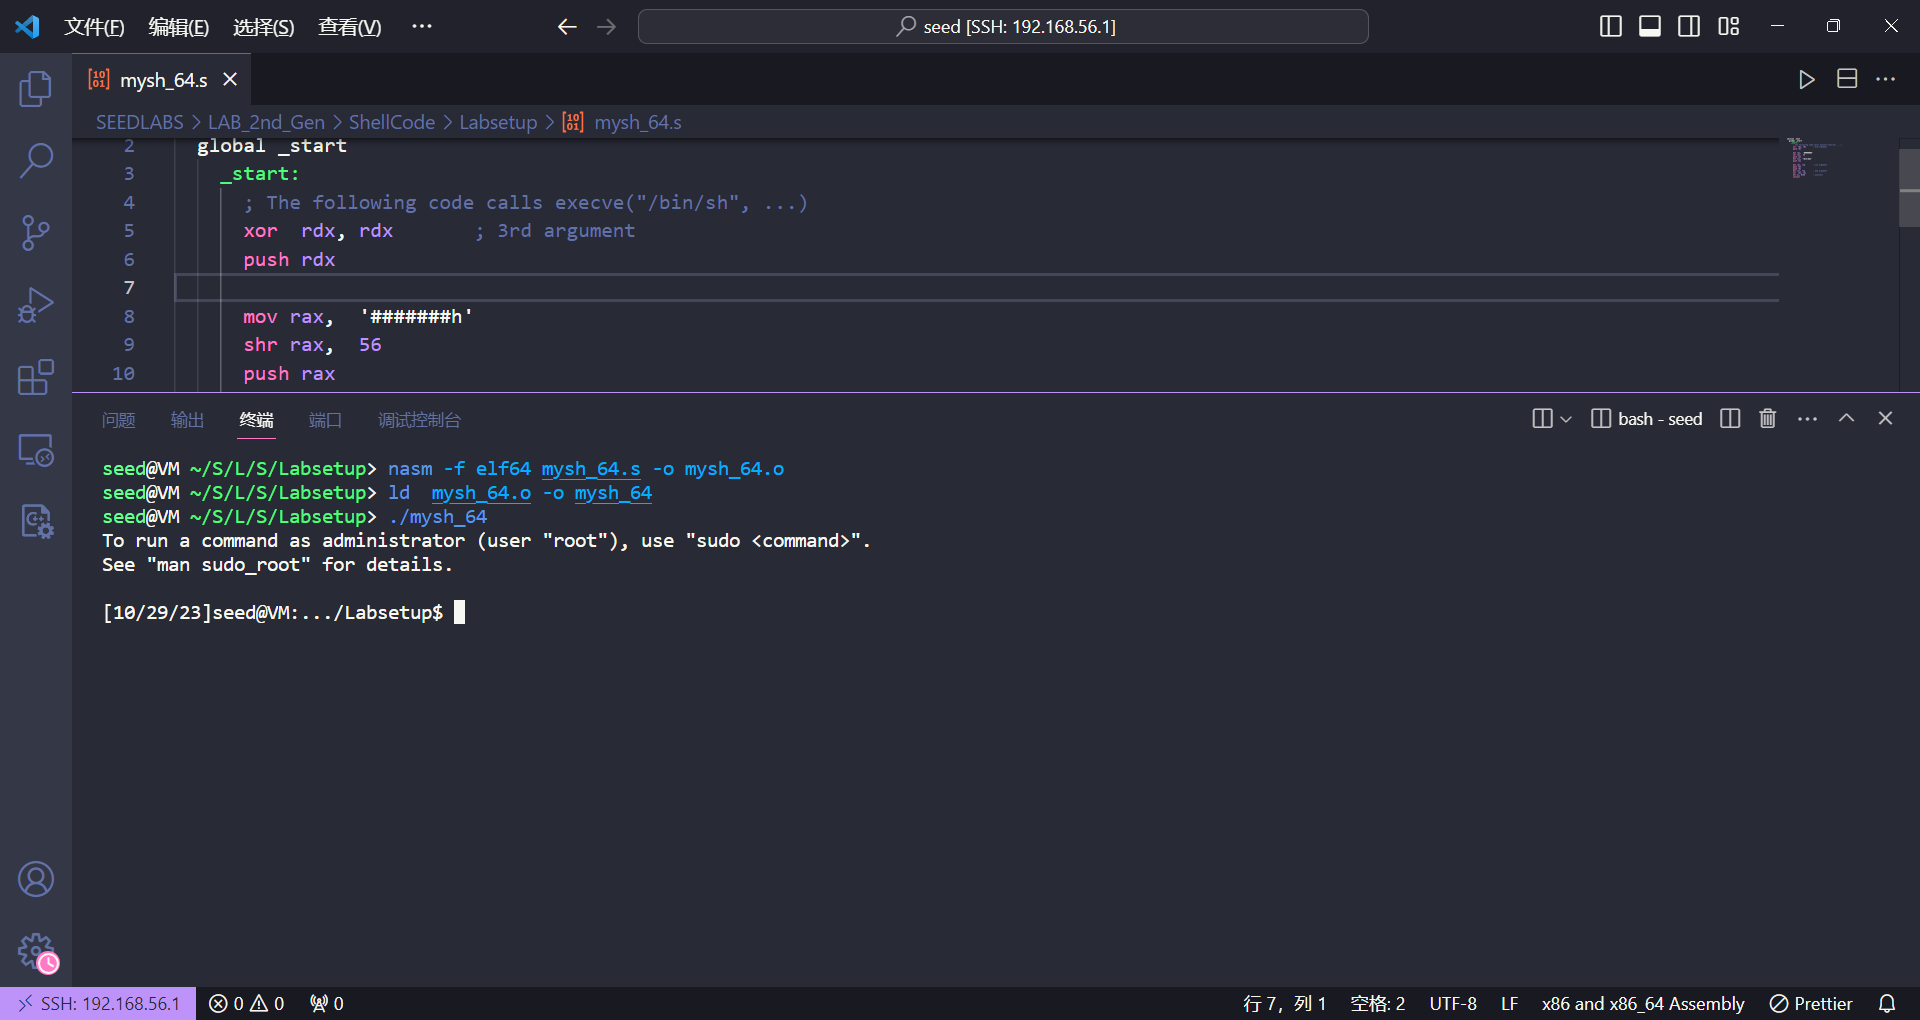 文件(F) 编辑(E) 选择(S) 查看(V) ··· seed [SSH: 192.168.56.1]
mysh_64.s
SEEDLABS > LAB_2nd_Gen > ShellCode > Labsetup > mysh_64.s
2 global _start
3 _start:
4 ; The following code calls execve("/bin/sh", ...)
5 xor rdx, rdx ; 3rd argument
6 push rdx
7
8 mov rax, '#######h'
9 shr rax, 56
10 push rax
问题 输出 终端 端口 调试控制台 bash - seed
seed@VM ~/S/L/S/Labsetup> nasm -f elf64 mysh_64.s -o mysh_64.o
seed@VM ~/S/L/S/Labsetup> ld mysh_64.o -o mysh_64
seed@VM ~/S/L/S/Labsetup> ./mysh_64
To run a command as administrator (user "root"), use "sudo <command>".
See "man sudo_root" for details.
[10/29/23]seed@VM:.../Labsetup$
SSH: 192.168.56.1 0 0 0 行 7, 列 1 空格: 2 UTF-8 LF x86 and x86_64 Assembly Prettier